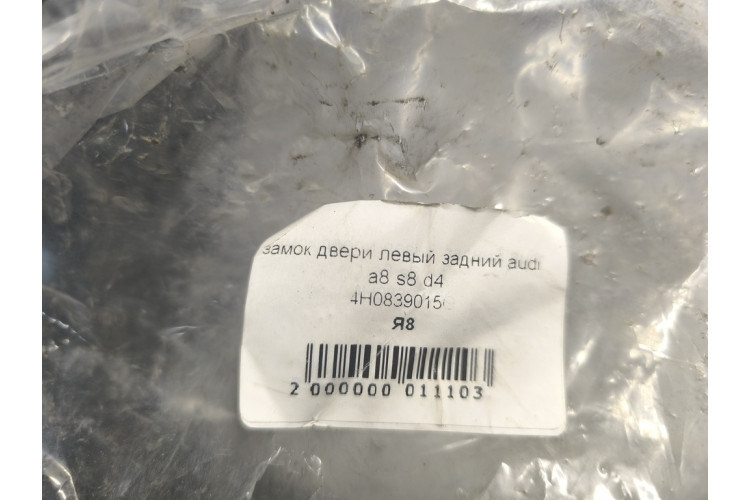 замок двери левый задний audi
a8 s8 d4
4H0839015
Я8
2 000000 011103